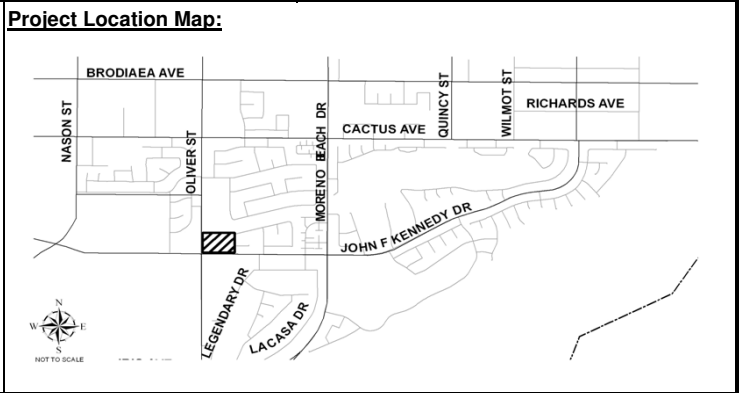 Project Location Map:
BRODIAEA AVE
NASON ST
OLIVER ST
MORENO BEACH DR
CACTUS AVE
QUINCY ST
WILMOT ST
RICHARDS AVE
JOHN F KENNEDY DR
LEGENDARY DR
LACASA DR
N
W
E
S
NOT TO SCALE